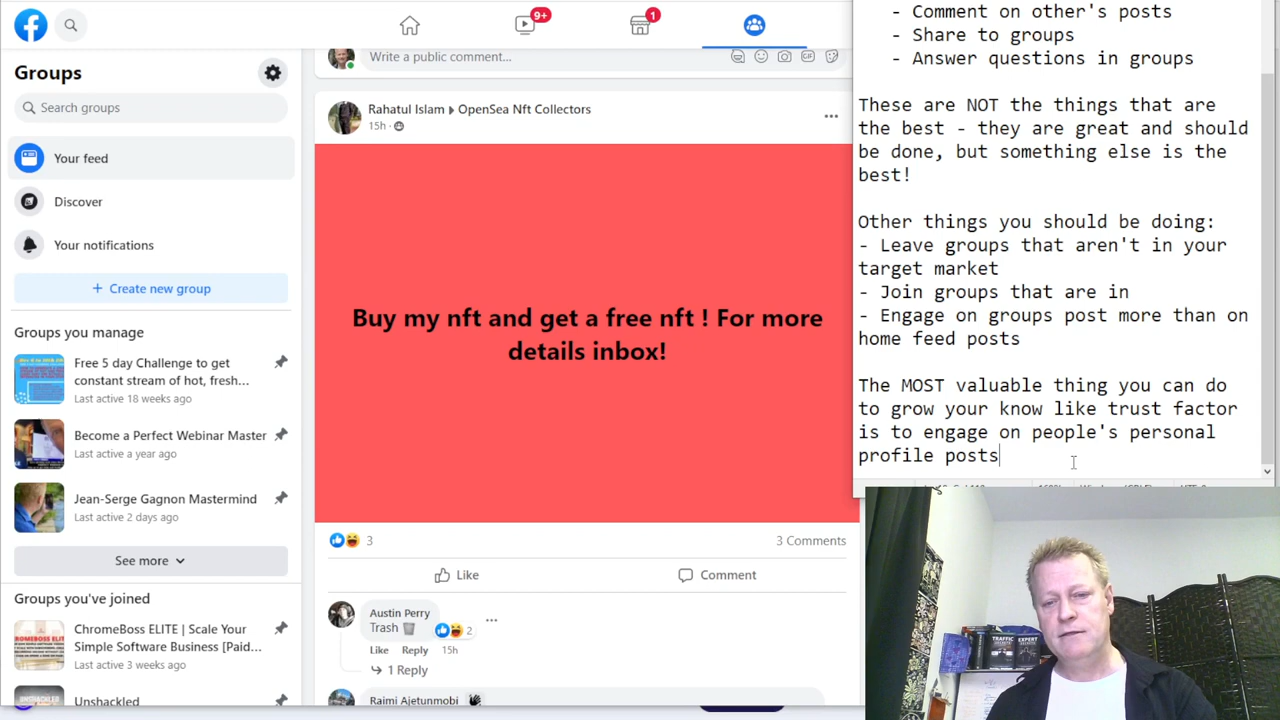 9+
1
Groups
Search groups
Your feed
Discover
Your notifications
+ Create new group
Groups you manage
Free 5 day Challenge to get
constant stream of hot, fresh...
Last active 18 weeks ago
Become a Perfect Webinar Master
Last active a year ago
Jean-Serge Gagnon Mastermind
Last active 2 days ago
See more
Groups you've joined
ChromeBoss ELITE | Scale Your
Simple Software Business [Paid...
Last active 3 weeks ago
Unshackled
Write a public comment...
GIF
Rahatul Islam ▸ OpenSea Nft Collectors
15h ·
Buy my nft and get a free nft ! For more
details inbox!
3
3 Comments
Like
Comment
Austin Perry
Trash 🗑
2
Like Reply 15h
1 Reply
Raimi Ajetunmobi
- Comment on other's posts
- Share to groups
- Answer questions in groups
These are NOT the things that are
the best - they are great and should
be done, but something else is the
best!
Other things you should be doing:
- Leave groups that aren't in your
target market
- Join groups that are in
- Engage on groups post more than on
home feed posts
The MOST valuable thing you can do
to grow your know like trust factor
is to engage on people's personal
profile posts
TRAFFIC
SECRETS
EXPERT
SECRETS